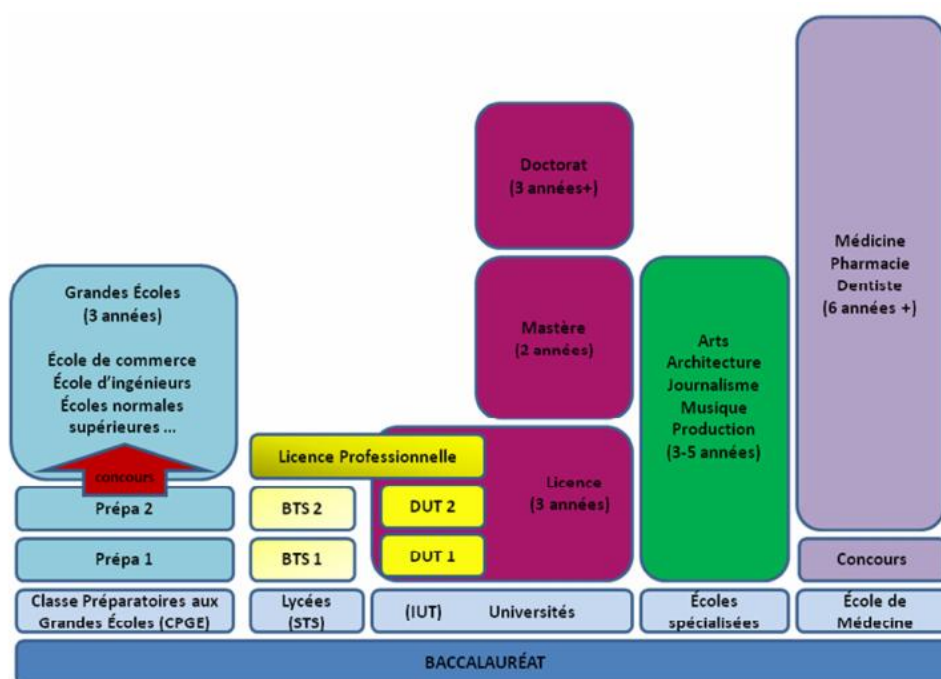 Doctorat
(3 années+)
Médicine
Pharmacie
Dentiste
(6 années +)
Grandes Écoles
(3 années)
École de commerce
École d'ingénieurs
Écoles normales
supérieures ...
concours
Mastère
(2 années)
Arts
Architecture
Journalisme
Musique
Production
(3-5 années)
Licence Professionnelle
Licence
(3 années)
Prépa 2
BTS 2
DUT 2
Prépa 1
BTS 1
DUT 1
Concours
Classe Préparatoires aux
Grandes Écoles (CPGE)
Lycées
(STS)
(IUT) Universités
Écoles
spécialisées
École de
Médecine
BACCALAURÉAT